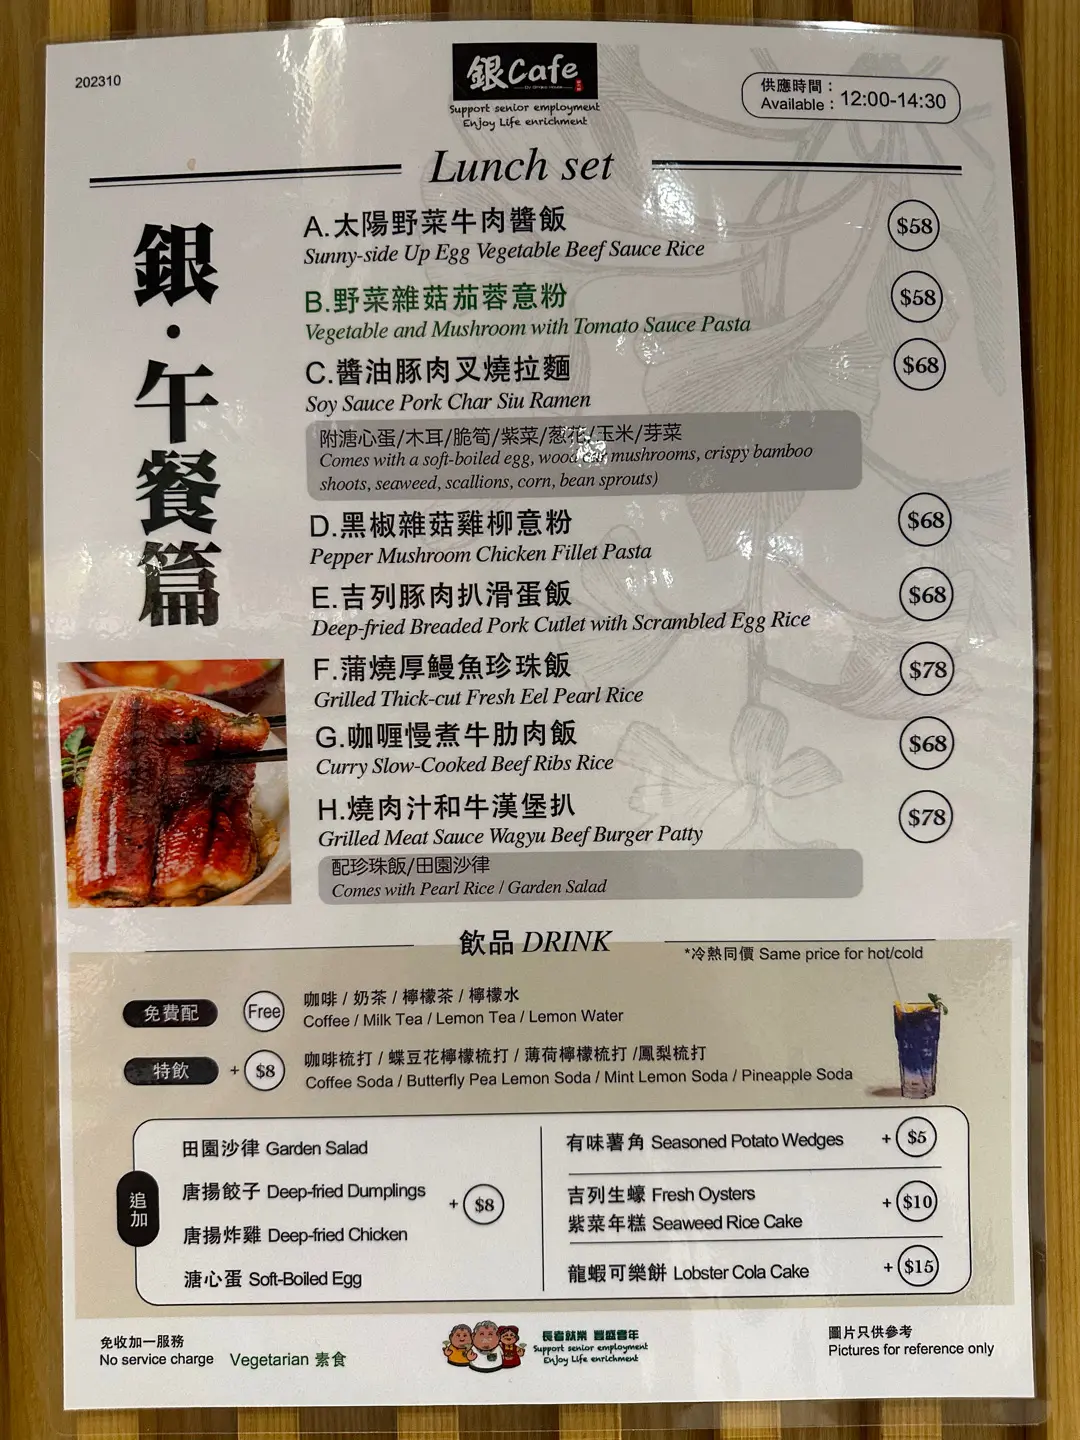 202310
銀Cafe
Support senior employment
Enjoy Life enrichment
供應時間：
Available : 12:00-14:30
Lunch set
銀・午餐篇
A.太陽野菜牛肉醬飯 $58
Sunny-side Up Egg Vegetable Beef Sauce Rice
B.野菜雜菇茄蓉意粉 $58
Vegetable and Mushroom with Tomato Sauce Pasta
C.醬油豚肉叉燒拉麵 $68
Soy Sauce Pork Char Siu Ramen
附溏心蛋/木耳/脆筍/紫菜/葱花/玉米/芽菜
Comes with a soft-boiled egg, wood ear mushrooms, crispy bamboo
shoots, seaweed, scallions, corn, bean sprouts)
D.黑椒雜菇雞柳意粉 $68
Pepper Mushroom Chicken Fillet Pasta
E.吉列豚肉扒滑蛋飯 $68
Deep-fried Breaded Pork Cutlet with Scrambled Egg Rice
F.蒲燒厚鰻魚珍珠飯 $78
Grilled Thick-cut Fresh Eel Pearl Rice
G.咖喱慢煮牛肋肉飯 $68
Curry Slow-Cooked Beef Ribs Rice
H.燒肉汁和牛漢堡扒 $78
Grilled Meat Sauce Wagyu Beef Burger Patty
配珍珠飯/田園沙律
Comes with Pearl Rice / Garden Salad
飲品 DRINK
*冷熱同價 Same price for hot/cold
免費配 + Free
咖啡 / 奶茶 / 檸檬茶 / 檸檬水
Coffee / Milk Tea / Lemon Tea / Lemon Water
特飲 + $8
咖啡梳打 / 蝶豆花檸檬梳打 / 薄荷檸檬梳打 /鳳梨梳打
Coffee Soda / Butterfly Pea Lemon Soda / Mint Lemon Soda / Pineapple Soda
追加
田園沙律 Garden Salad
唐揚餃子 Deep-fried Dumplings
唐揚炸雞 Deep-fried Chicken
溏心蛋 Soft-Boiled Egg
+ $8
有味薯角 Seasoned Potato Wedges + $5
吉列生蠔 Fresh Oysters
紫菜年糕 Seaweed Rice Cake
+ $10
龍蝦可樂餅 Lobster Cola Cake + $15
免收加一服務
No service charge
Vegetarian 素食
長者就業 豐盛耆年
Support senior employment
Enjoy Life enrichment
圖片只供參考
Pictures for reference only